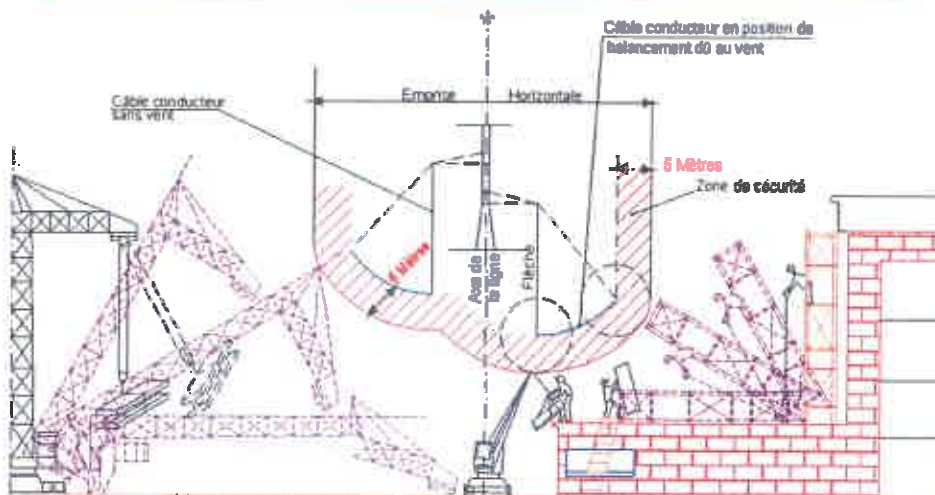 Câble conducteur en position de
balancement dû au vent
Emprise Horizontale
Câble conducteur
sans vent
5 Mètres
Zone de sécurité
Mètres
Axe de
la ligne
Flèche